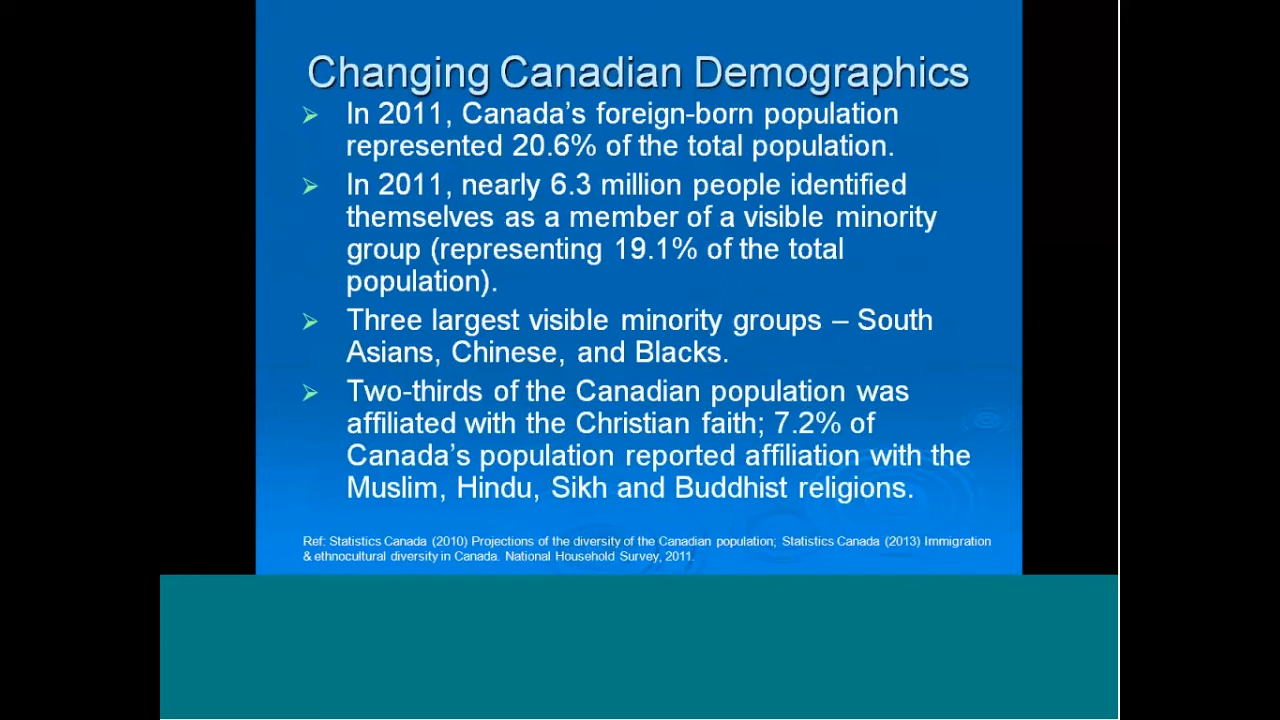 Changing Canadian Demographics
In 2011, Canada's foreign-born population
represented 20.6% of the total population.
In 2011, nearly 6.3 million people identified
themselves as a member of a visible minority
group (representing 19.1% of the total
population).
Three largest visible minority groups – South
Asians, Chinese, and Blacks.
Two-thirds of the Canadian population was
affiliated with the Christian faith; 7.2% of
Canada's population reported affiliation with the
Muslim, Hindu, Sikh and Buddhist religions.
Ref: Statistics Canada (2010) Projections of the diversity of the Canadian population; Statistics Canada (2013) Immigration
& ethnocultural diversity in Canada. National Household Survey, 2011.